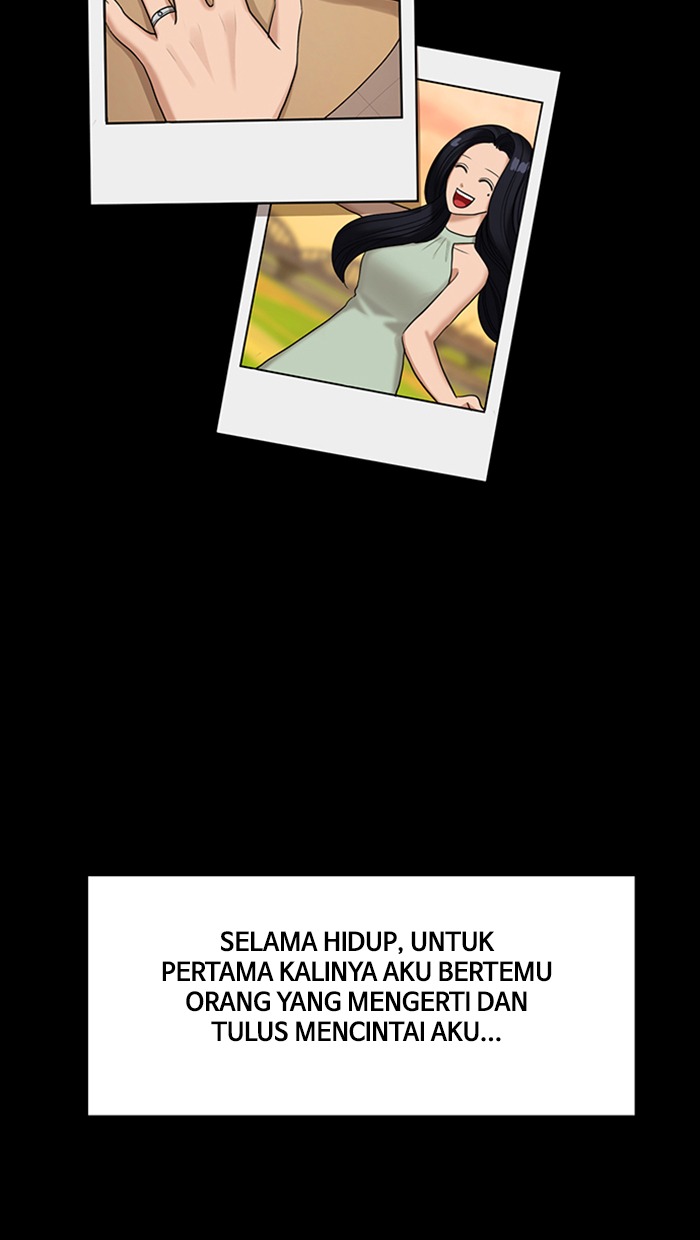 SELAMA HIDUP, UNTUK
PERTAMA KALINYA AKU BERTEMU
ORANG YANG MENGERTI DAN
TULUS MENCINTAI AKU...